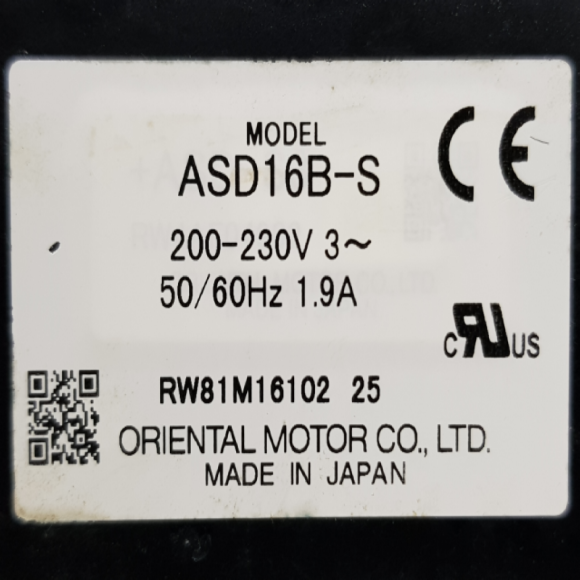 MODEL
ASD16B-S
CE
200-230V 3~
50/60Hz 1.9A
c RU US
RW81M16102 25
ORIENTAL MOTOR CO., LTD.
MADE IN JAPAN